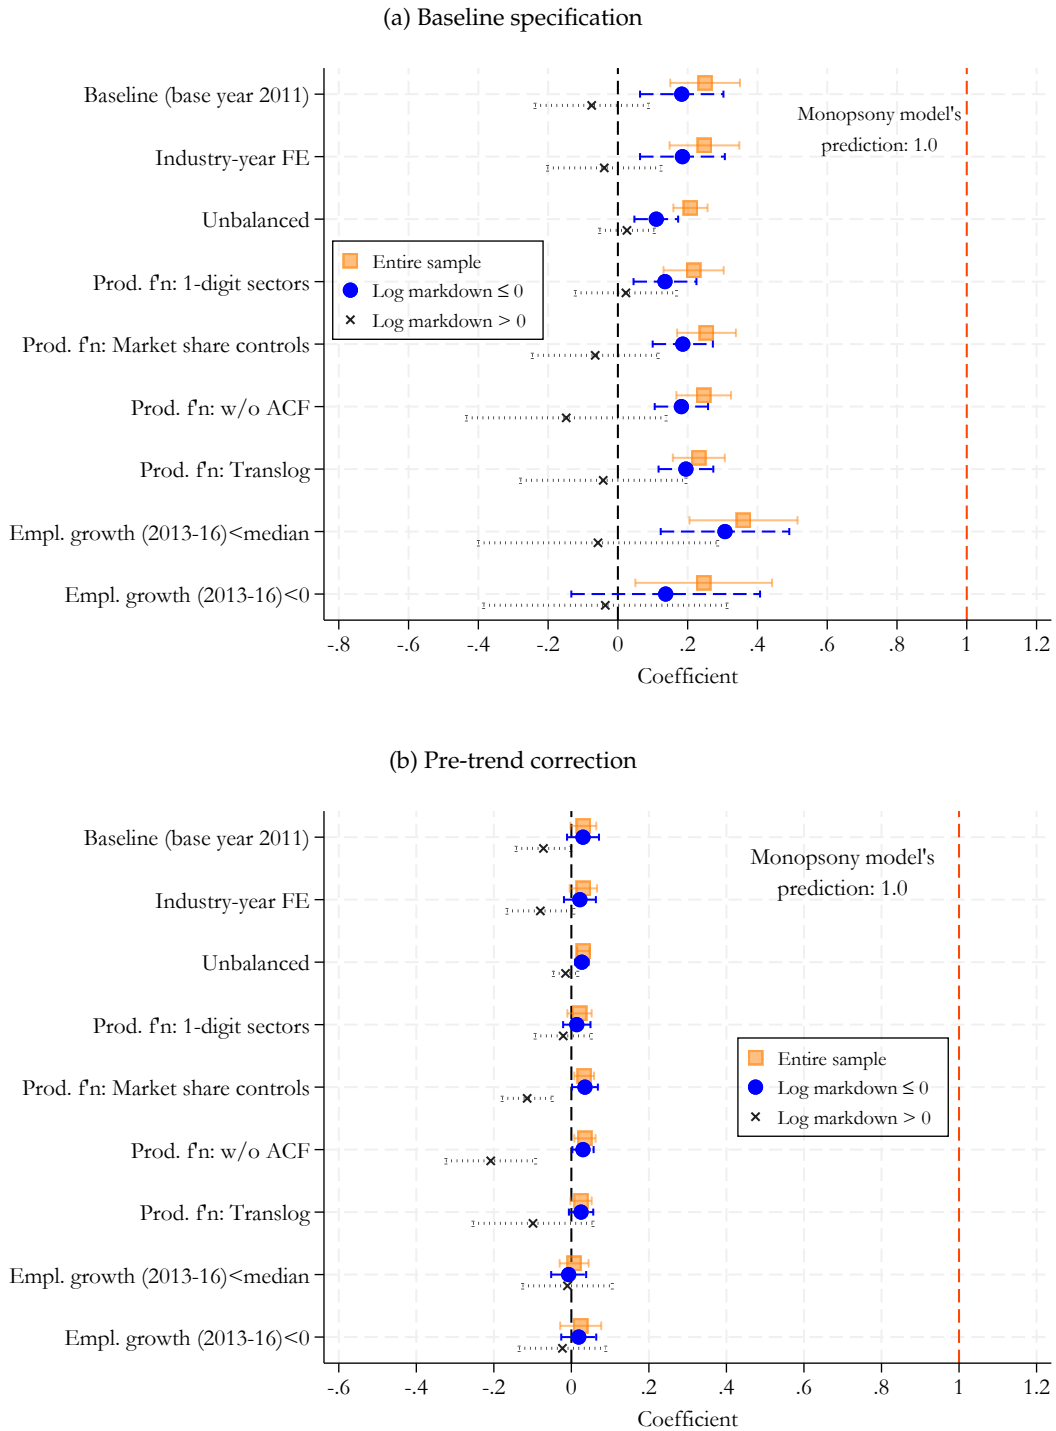 (a) Baseline specification
Baseline (base year 2011)
Industry-year FE
Unbalanced
Prod. f'n: 1-digit sectors
Prod. f'n: Market share controls
Prod. f'n: w/o ACF
Prod. f'n: Translog
Empl. growth (2013-16)<median
Empl. growth (2013-16)<0
Monopsony model's
prediction: 1.0
Entire sample
Log markdown ≤ 0
Log markdown > 0
-.8 -.6 -.4 -.2 0 .2 .4 .6 .8 1 1.2
Coefficient
(b) Pre-trend correction
Baseline (base year 2011)
Industry-year FE
Unbalanced
Prod. f'n: 1-digit sectors
Prod. f'n: Market share controls
Prod. f'n: w/o ACF
Prod. f'n: Translog
Empl. growth (2013-16)<median
Empl. growth (2013-16)<0
Monopsony model's
prediction: 1.0
Entire sample
Log markdown ≤ 0
Log markdown > 0
-.6 -.4 -.2 0 .2 .4 .6 .8 1 1.2
Coefficient